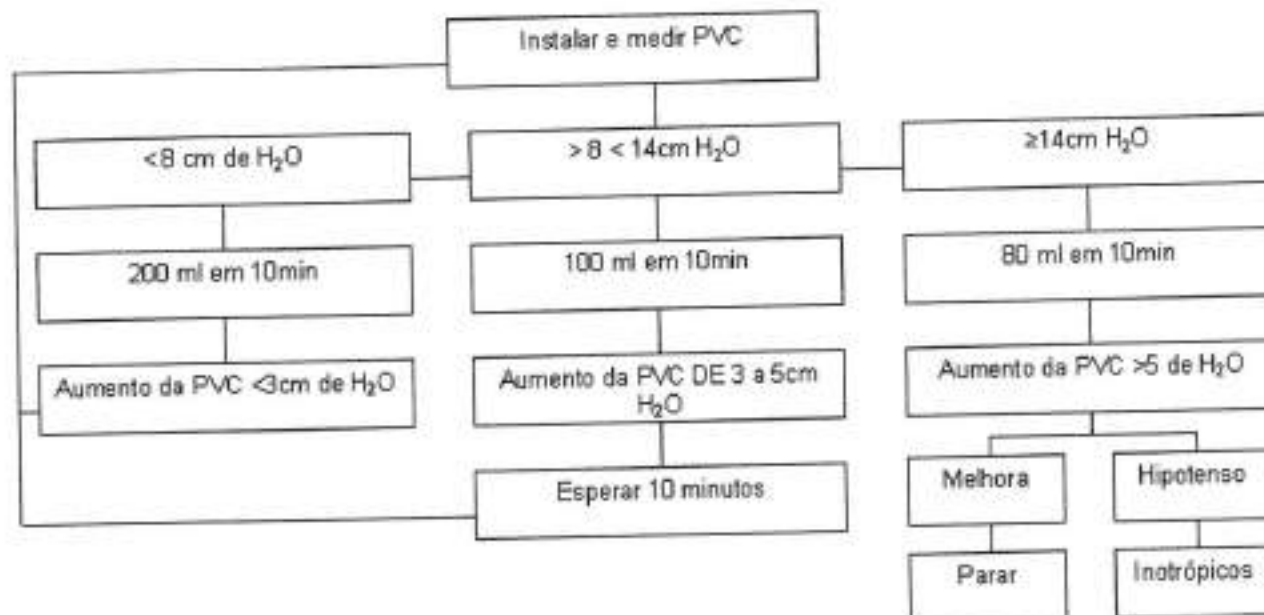 Instalar e medir PVC
<8 cm de H₂O
> 8 < 14cm H₂O
≥14cm H₂O
200 ml em 10min
100 ml em 10min
80 ml em 10min
Aumento da PVC <3cm de H₂O
Aumento da PVC DE 3 a 5cm
H₂O
Aumento da PVC >5 de H₂O
Esperar 10 minutos
Melhora
Hipotenso
Parar
Inotrópicos